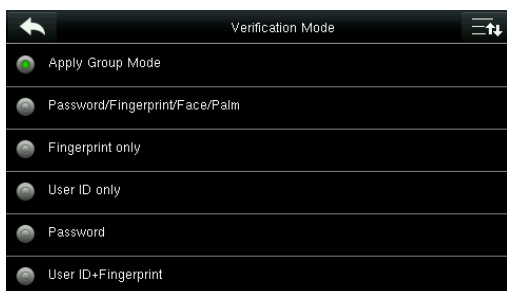 Verification Mode
Apply Group Mode
Password/Fingerprint/Face/Palm
Fingerprint only
User ID only
Password
User ID+Fingerprint